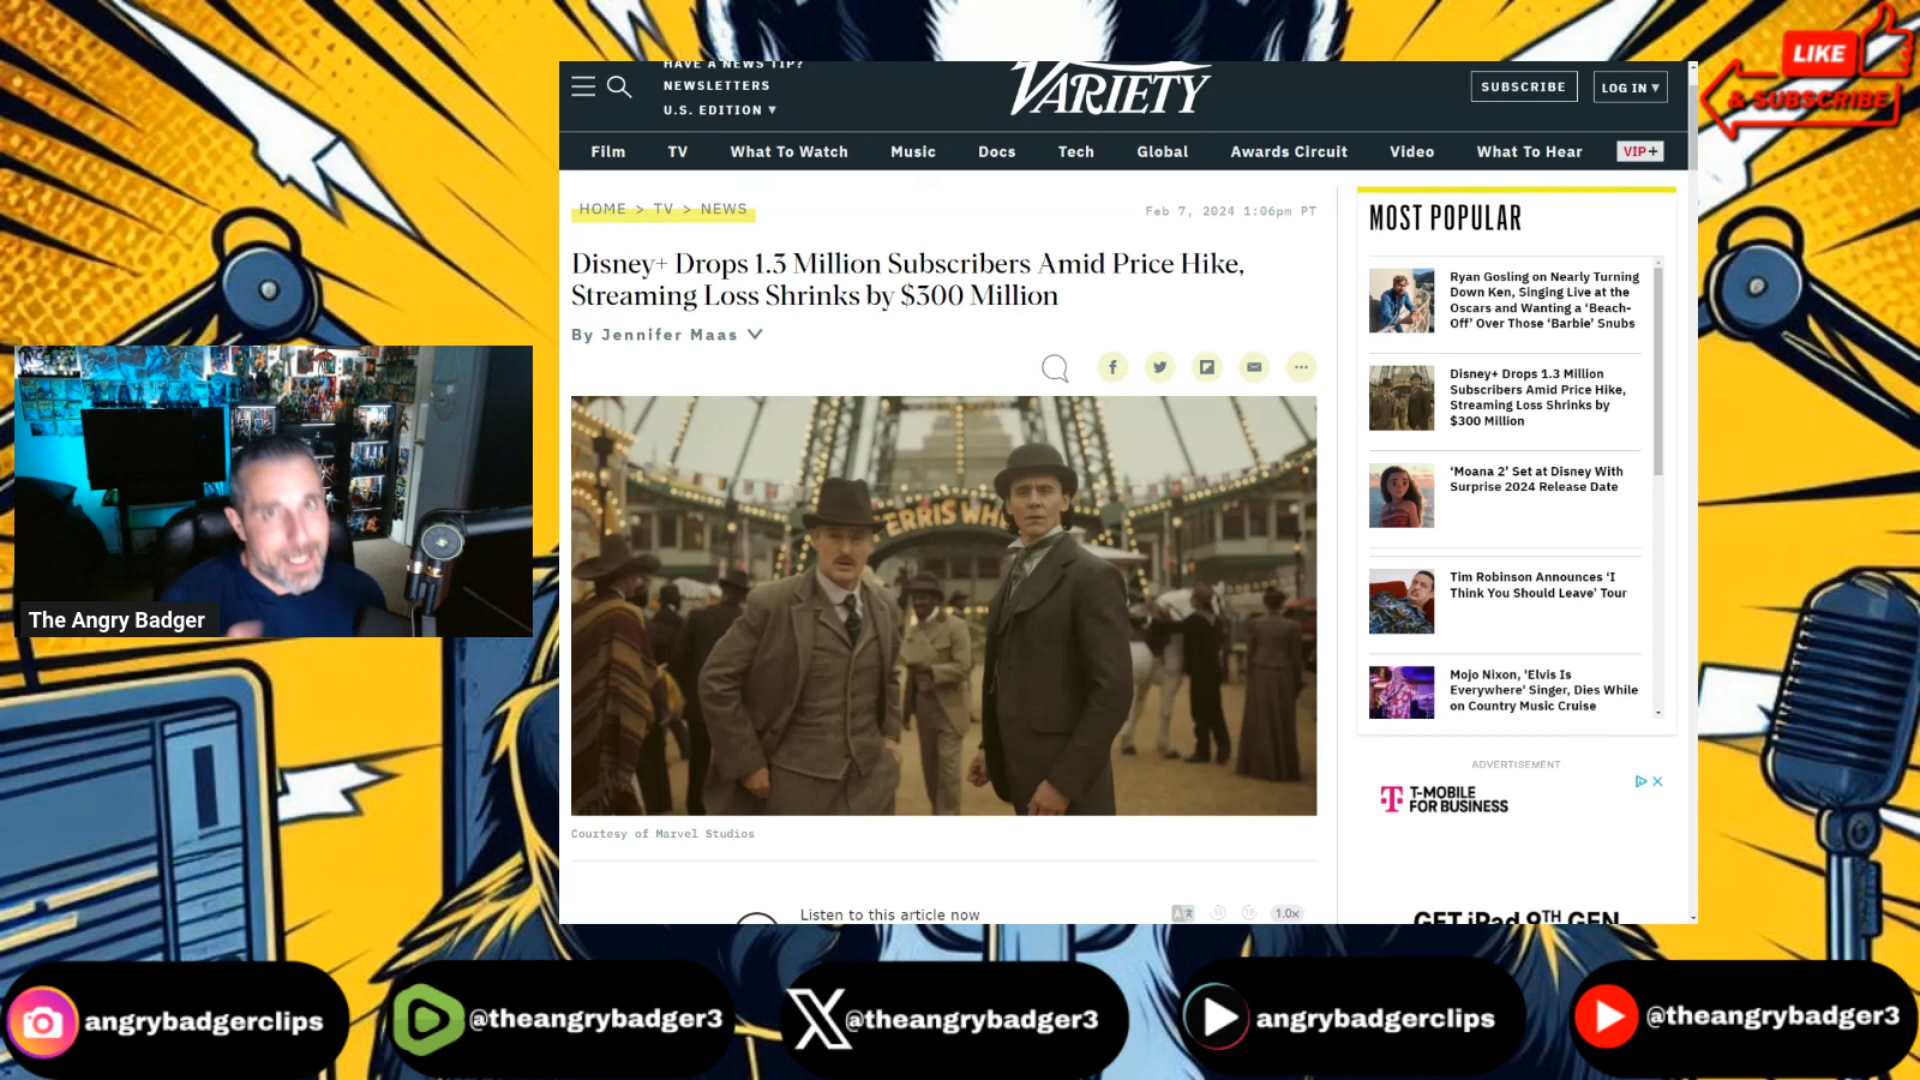 LIKE
& SUBSCRIBE
HAVE A NEWS TIP?
NEWSLETTERS
U.S. EDITION ▼
VARIETY
SUBSCRIBE
LOG IN ▼
Film TV What To Watch Music Docs Tech Global Awards Circuit Video What To Hear VIP+
HOME > TV > NEWS
Feb 7, 2024 1:06pm PT
Disney+ Drops 1.3 Million Subscribers Amid Price Hike,
Streaming Loss Shrinks by $300 Million
By Jennifer Maas
ERRIS WH
Courtesy of Marvel Studios
Listen to this article now
1.0x
MOST POPULAR
Ryan Gosling on Nearly Turning
Down Ken, Singing Live at the
Oscars and Wanting a ‘Beach-
Off’ Over Those ‘Barbie’ Snubs
Disney+ Drops 1.3 Million
Subscribers Amid Price Hike,
Streaming Loss Shrinks by
$300 Million
‘Moana 2’ Set at Disney With
Surprise 2024 Release Date
Tim Robinson Announces ‘I
Think You Should Leave’ Tour
Mojo Nixon, ‘Elvis Is
Everywhere’ Singer, Dies While
on Country Music Cruise
ADVERTISEMENT
T-MOBILE
FOR BUSINESS
GET iPad 9TH GEN
The Angry Badger
angrybadgerclips
@theangrybadger3
@theangrybadger3
angrybadgerclips
@theangrybadger3